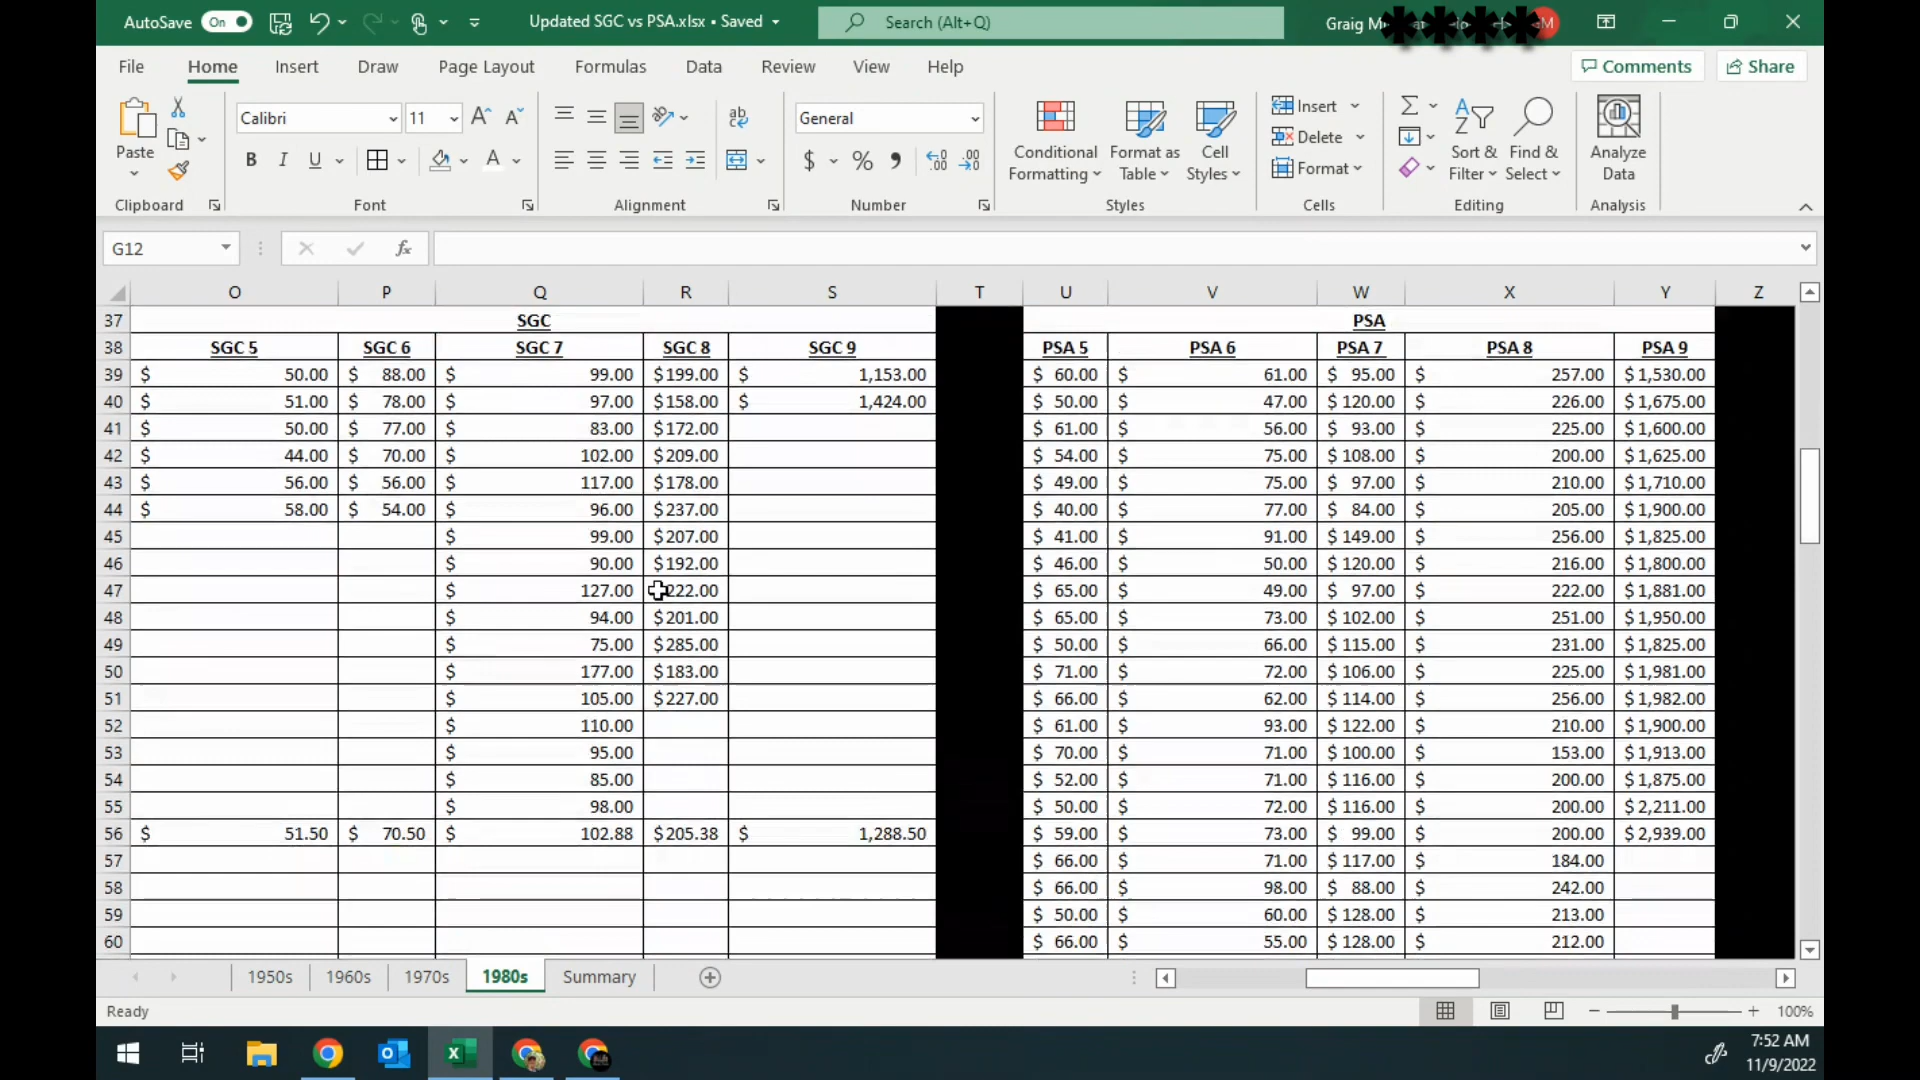 AutoSave On Updated SGC vs PSA.xlsx • Saved Search (Alt+Q) Graig
File Home Insert Draw Page Layout Formulas Data Review View Help Comments Share
Calibri 11 General Insert
Paste Conditional Formatting Format as Table Cell Styles Delete Sort & Filter Find & Select Analyze Data
Format
Clipboard Font Alignment Number Styles Cells Editing Analysis
G12 fx
O P Q R S T U V W X Y Z
37 SGC PSA
38 SGC 5 SGC 6 SGC 7 SGC 8 SGC 9 PSA 5 PSA 6 PSA 7 PSA 8 PSA 9
39 $ 50.00 $ 88.00 $ 99.00 $199.00 $ 1,153.00 $ 60.00 $ 61.00 $ 95.00 $ 257.00 $1,530.00
40 $ 51.00 $ 78.00 $ 97.00 $158.00 $ 1,424.00 $ 50.00 $ 47.00 $120.00 $ 226.00 $1,675.00
41 $ 50.00 $ 77.00 $ 83.00 $172.00 $ 61.00 $ 56.00 $ 93.00 $ 225.00 $1,600.00
42 $ 44.00 $ 70.00 $ 102.00 $209.00 $ 54.00 $ 75.00 $108.00 $ 200.00 $1,625.00
43 $ 56.00 $ 56.00 $ 117.00 $178.00 $ 49.00 $ 75.00 $ 97.00 $ 210.00 $1,710.00
44 $ 58.00 $ 54.00 $ 96.00 $237.00 $ 40.00 $ 77.00 $ 84.00 $ 205.00 $1,900.00
45 $ 99.00 $207.00 $ 41.00 $ 91.00 $149.00 $ 256.00 $1,825.00
46 $ 90.00 $192.00 $ 46.00 $ 50.00 $120.00 $ 216.00 $1,800.00
47 $ 127.00 222.00 $ 65.00 $ 49.00 $ 97.00 $ 222.00 $1,881.00
48 $ 94.00 $201.00 $ 65.00 $ 73.00 $102.00 $ 251.00 $1,950.00
49 $ 75.00 $285.00 $ 50.00 $ 66.00 $115.00 $ 231.00 $1,825.00
50 $ 177.00 $183.00 $ 71.00 $ 72.00 $106.00 $ 225.00 $1,981.00
51 $ 105.00 $227.00 $ 66.00 $ 62.00 $114.00 $ 256.00 $1,982.00
52 $ 110.00 $ 61.00 $ 93.00 $122.00 $ 210.00 $1,900.00
53 $ 95.00 $ 70.00 $ 71.00 $100.00 $ 153.00 $1,913.00
54 $ 85.00 $ 52.00 $ 71.00 $116.00 $ 200.00 $1,875.00
55 $ 98.00 $ 50.00 $ 72.00 $116.00 $ 200.00 $2,211.00
56 $ 51.50 $ 70.50 $ 102.88 $205.38 $ 1,288.50 $ 59.00 $ 73.00 $ 99.00 $ 200.00 $2,939.00
57 $ 66.00 $ 71.00 $117.00 $ 184.00
58 $ 66.00 $ 98.00 $ 88.00 $ 242.00
59 $ 50.00 $ 60.00 $128.00 $ 213.00
60 $ 66.00 $ 55.00 $128.00 $ 212.00
1950s 1960s 1970s 1980s Summary
Ready 100%
7:52 AM
11/9/2022